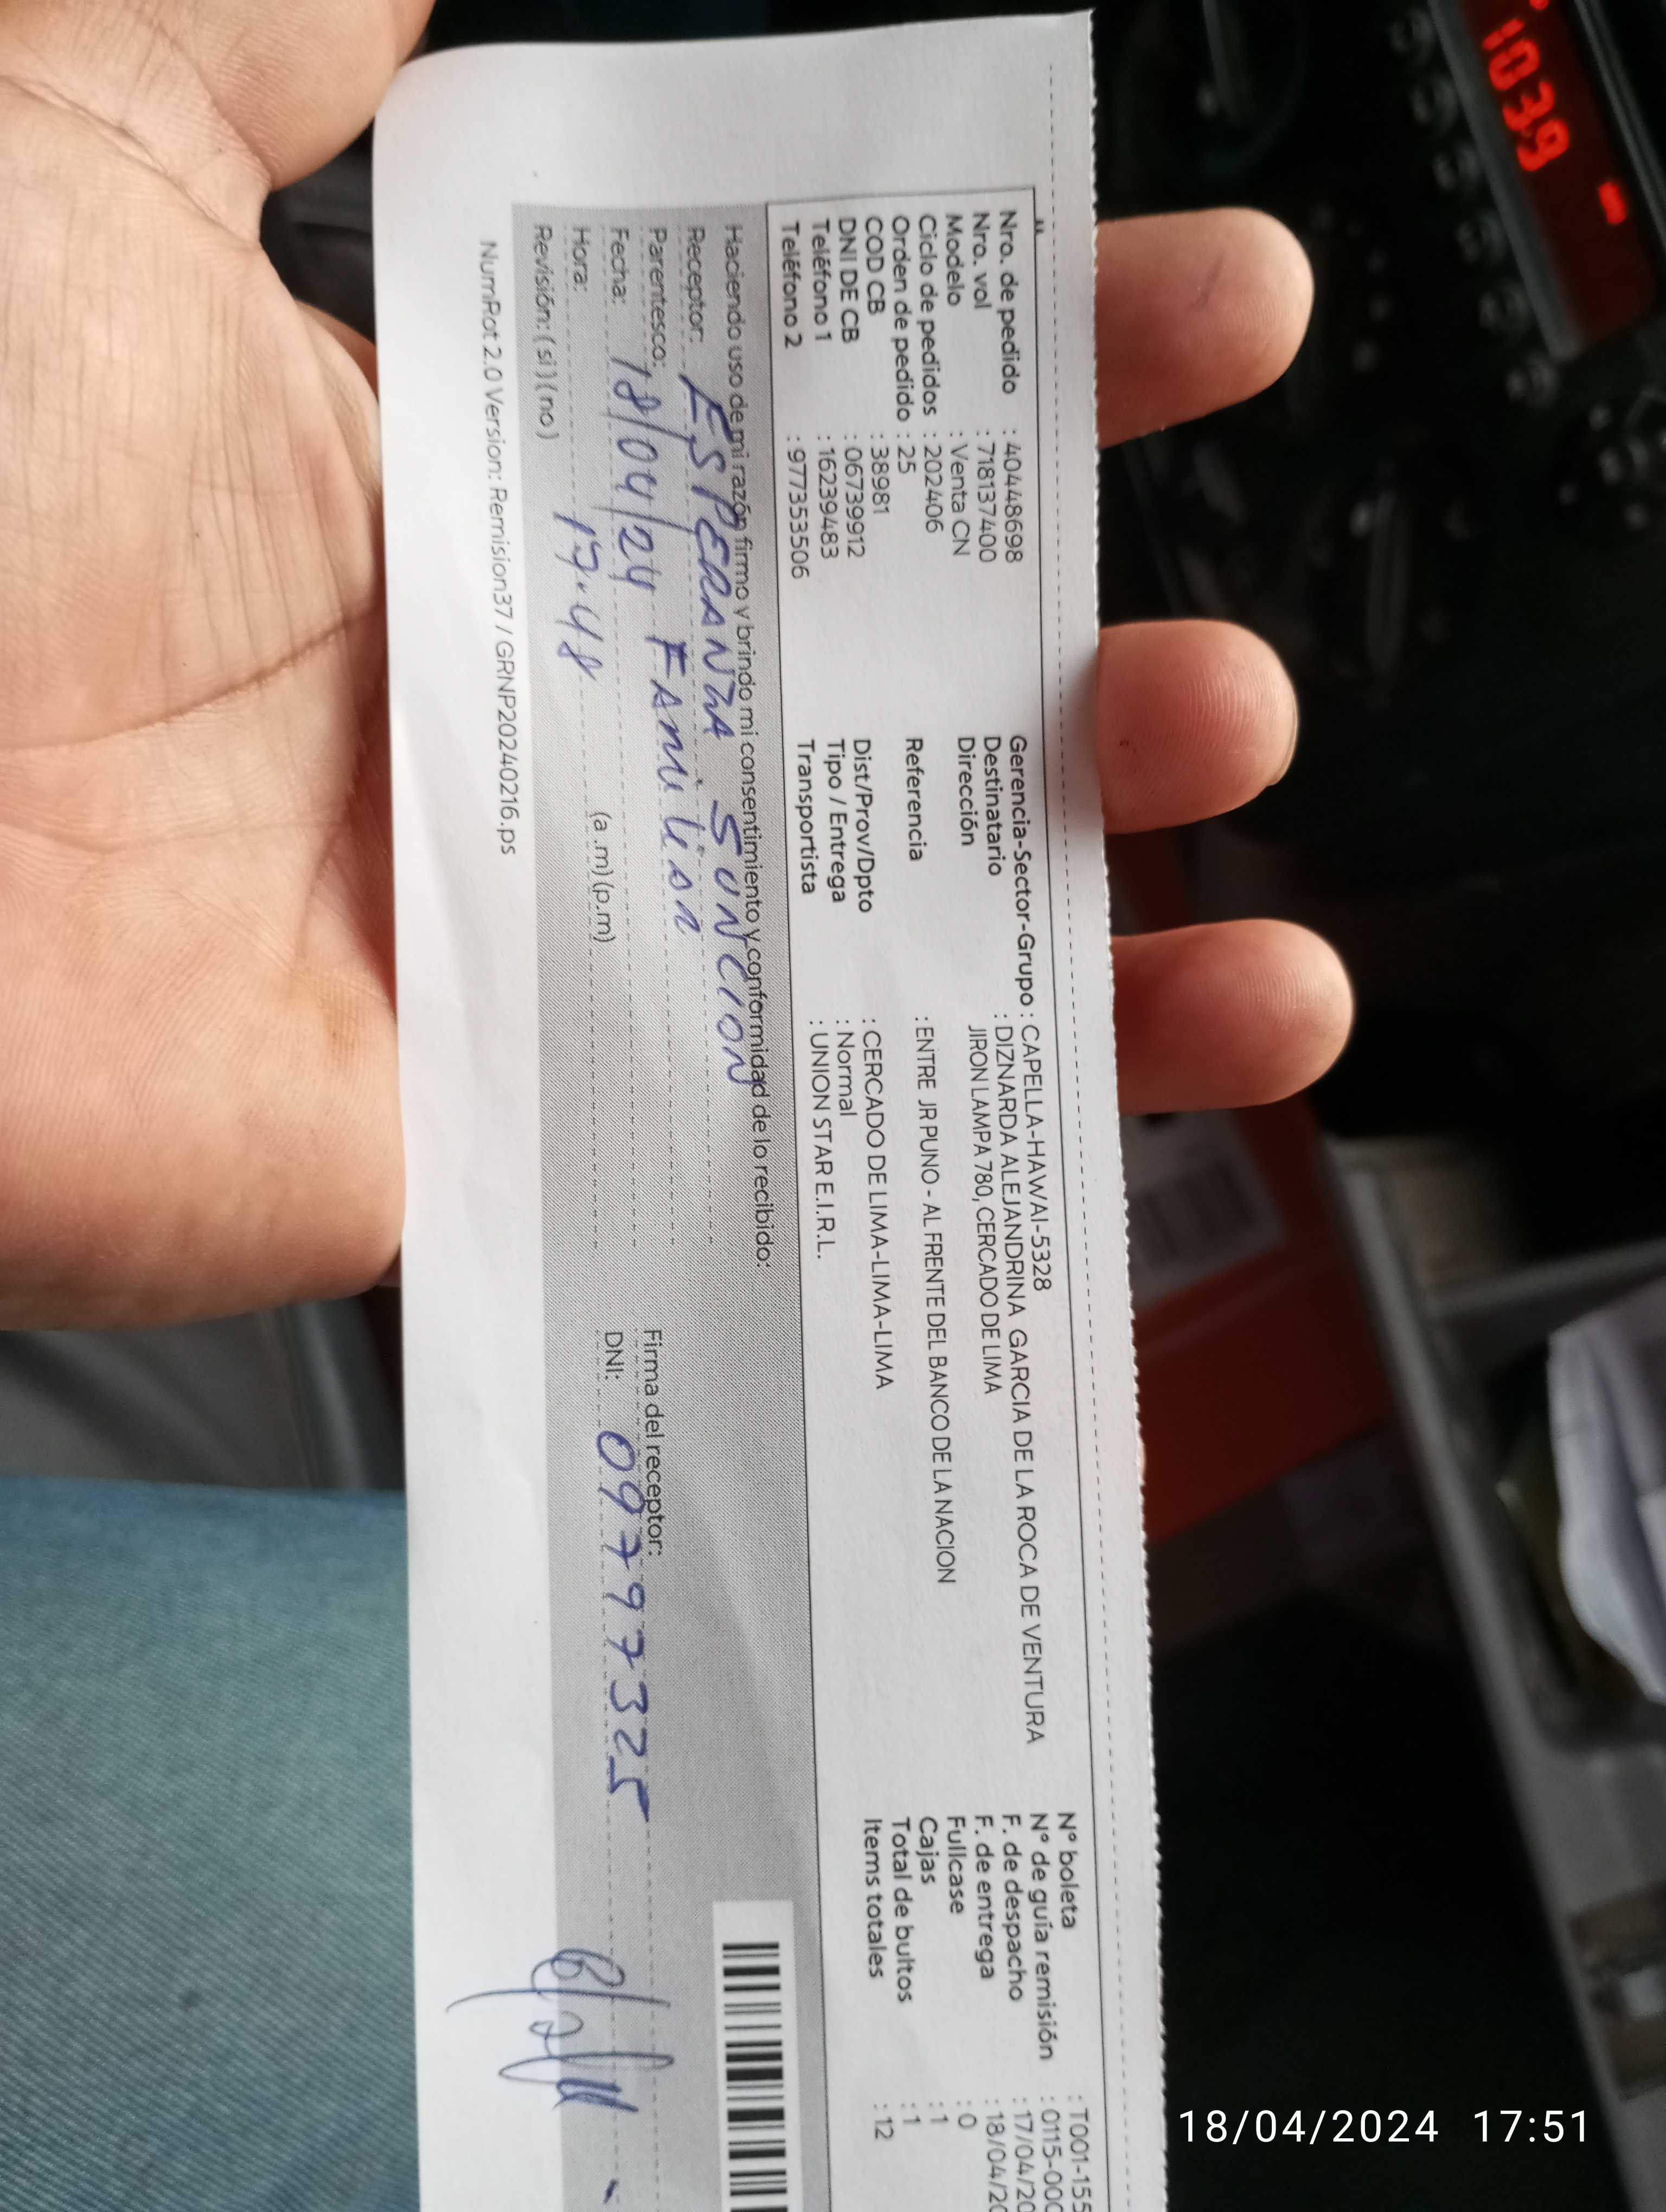 Nro. de pedido : 40448698
Nro. vol : 718137400
Modelo : Venta CN
Ciclo de pedidos : 202406
Orden de pedido : 25
COD CB : 38981
DNI DE CB : 06739912
Teléfono 1 : 16239483
Teléfono 2 : 977353506
Gerencia-Sector-Grupo : CAPELLA-HAWAI-5328
Destinatario : DIZNARDA ALEJANDRINA GARCIA DE LA ROCA DE VENTURA
Dirección JIRON LAMPA 780, CERCADO DE LIMA
Referencia : ENTRE JR PUNO - AL FRENTE DEL BANCO DE LA NACION
Dist/Prov/Dpto : CERCADO DE LIMA-LIMA-LIMA
Tipo / Entrega : Normal
Transportista : UNION STAR E.I.R.L.
N° boleta : T001-155
N° de guía remisión : 0115-000
F. de despacho : 17/04/20
F. de entrega : 18/04/20
Fullcase : 0
Cajas : 1
Total de bultos : 1
Items totales : 12
Haciendo uso de mi razón firmo y brindo mi consentimiento y conformidad de lo recibido:
Receptor: ESPERANZA SUNCION
Parentesco: FAMILIAR
Fecha: 18/04/24
Hora: 17:48 (a.m) (p.m)
Revisión: ( si ) ( no )
Firma del receptor:
DNI: 09797325
NumRot 2.0 Version: Remision37 / GRNP20240216.ps
1039
18/04/2024 17:51